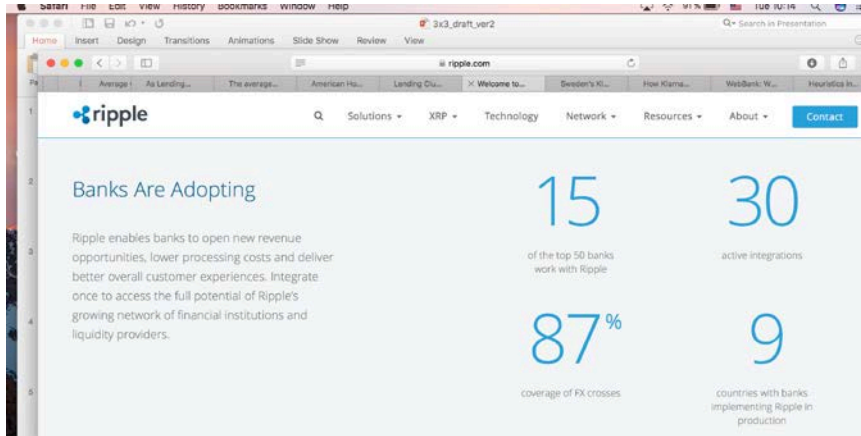 Safari File Edit View History Bookmarks Window Help 91% Tue 10:14
3x3_draft_ver2
Search in Presentation
Home Insert Design Transitions Animations Slide Show Review View
ripple.com
Average As Lending... The average... American Ho... Lending Clu... Welcome to... Sweden's Kl... How Klarna... WebBank: W... Heuristics in...
1
2
3
4
5
ripple
Solutions XRP Technology Network Resources About Contact
Banks Are Adopting
Ripple enables banks to open new revenue
opportunities, lower processing costs and deliver
better overall customer experiences. Integrate
once to access the full potential of Ripple's
growing network of financial institutions and
liquidity providers.
15
of the top 50 banks
work with Ripple
30
active integrations
87%
coverage of FX crosses
9
countries with banks
implementing Ripple in
production